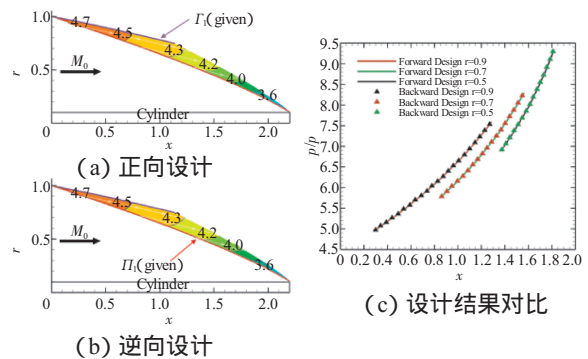 1.0
0.5
r
4.7
4.5
4.3
4.2
4.0
3.6
Γ₁(given)
M₀
Cylinder
0 0.5 1.0 1.5 2.0
x
(a) 正向设计
1.0
0.5
r
4.7
4.5
4.3
4.2
4.0
3.6
M₀
Π₁(given)
Cylinder
0 0.5 1.0 1.5 2.0
x
(b) 逆向设计
9.5
9.0
8.5
8.0
7.5
7.0
6.5
6.0
5.5
5.0
4.5
p/p
Forward Design r=0.9
Forward Design r=0.7
Forward Design r=0.5
Backward Design r=0.9
Backward Design r=0.7
Backward Design r=0.5
0 0.2 0.4 0.6 0.8 1.0 1.2 1.4 1.6 1.8 2.0
x
(c) 设计结果对比